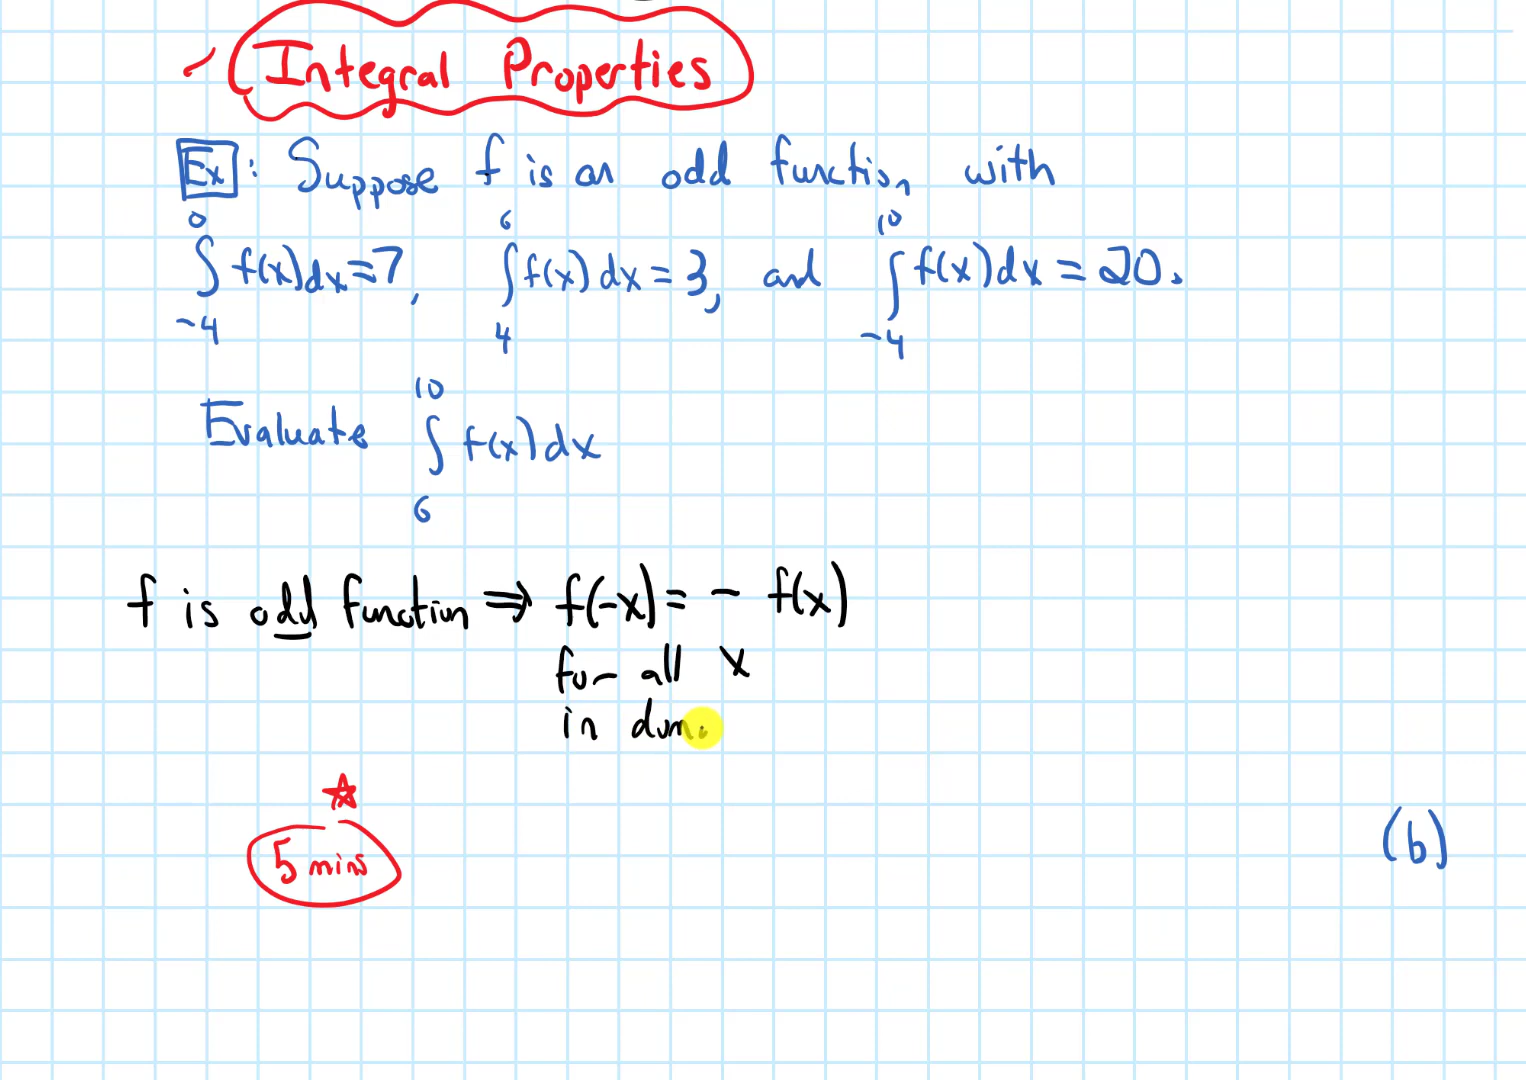 Integral Properties
Ex: Suppose f is an odd function with
∫_{-4}^{0} f(x)dx=7, ∫_{4}^{6} f(x)dx = 3, and ∫_{-4}^{10} f(x)dx = 20.
Evaluate ∫_{6}^{10} f(x)dx
f is odd function ⇒ f(-x) = - f(x)
for all x
in dom.
5 mins
(b)